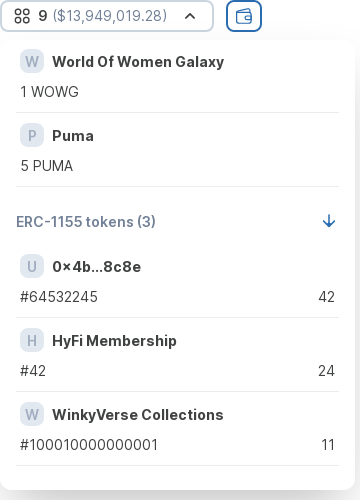 9 ($13,949,019.28)
W World Of Women Galaxy
1 WOWG
P Puma
5 PUMA
ERC-1155 tokens (3)
U 0x4b...8c8e
#64532245 42
H HyFi Membership
#42 24
W WinkyVerse Collections
#100010000000001 11